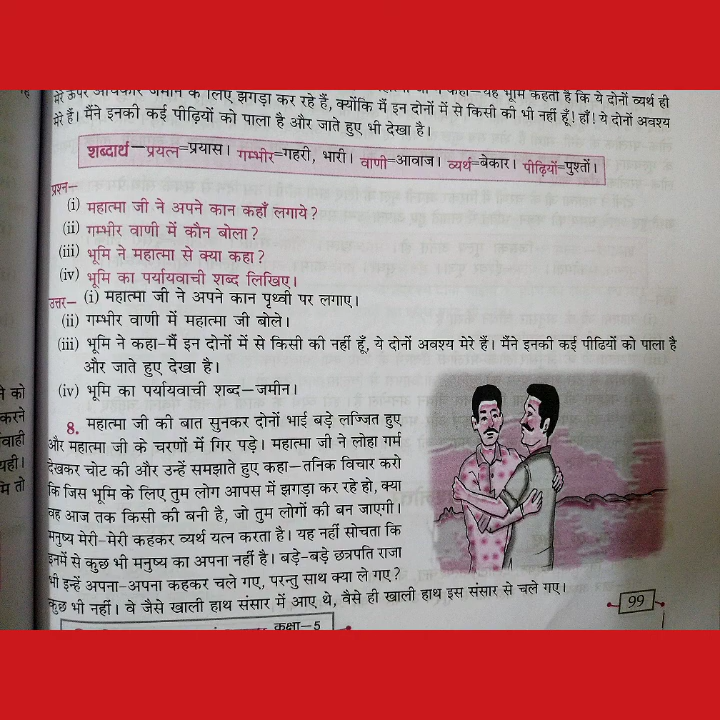 कहा—यह भूमि कहती है कि ये दोनों व्यर्थ ही
मेरे ऊपर अधिकार जमाने के लिए झगड़ा कर रहे हैं, क्योंकि मैं इन दोनों में से किसी की भी नहीं हूँ! हाँ! ये दोनों अवश्य
मेरे हैं। मैंने इनकी कई पीढ़ियों को पाला है और जाते हुए भी देखा है।
शब्दार्थ—प्रयत्न=प्रयास। गम्भीर=गहरी, भारी। वाणी=आवाज। व्यर्थ=बेकार। पीढ़ियों=पुश्तों।
प्रश्न—
(i) महात्मा जी ने अपने कान कहाँ लगाये?
(ii) गम्भीर वाणी में कौन बोला?
(iii) भूमि ने महात्मा से क्या कहा?
(iv) भूमि का पर्यायवाची शब्द लिखिए।
उत्तर— (i) महात्मा जी ने अपने कान पृथ्वी पर लगाए।
(ii) गम्भीर वाणी में महात्मा जी बोले।
(iii) भूमि ने कहा—मैं इन दोनों में से किसी की नहीं हूँ, ये दोनों अवश्य मेरे हैं। मैंने इनकी कई पीढियों को पाला है
और जाते हुए देखा है।
(iv) भूमि का पर्यायवाची शब्द—जमीन।
8. महात्मा जी की बात सुनकर दोनों भाई बड़े लज्जित हुए
और महात्मा जी के चरणों में गिर पड़े। महात्मा जी ने लोहा गर्म
देखकर चोट की और उन्हें समझाते हुए कहा—तनिक विचार करो
कि जिस भूमि के लिए तुम लोग आपस में झगड़ा कर रहे हो, क्या
वह आज तक किसी की बनी है, जो तुम लोगों की बन जाएगी।
मनुष्य मेरी-मेरी कहकर व्यर्थ यत्न करता है। यह नहीं सोचता कि
इनमें से कुछ भी मनुष्य का अपना नहीं है। बड़े-बड़े छत्रपति राजा
भी इन्हें अपना-अपना कहकर चले गए, परन्तु साथ क्या ले गए?
कुछ भी नहीं। वे जैसे खाली हाथ संसार में आए थे, वैसे ही खाली हाथ इस संसार से चले गए।
99
कक्षा—5